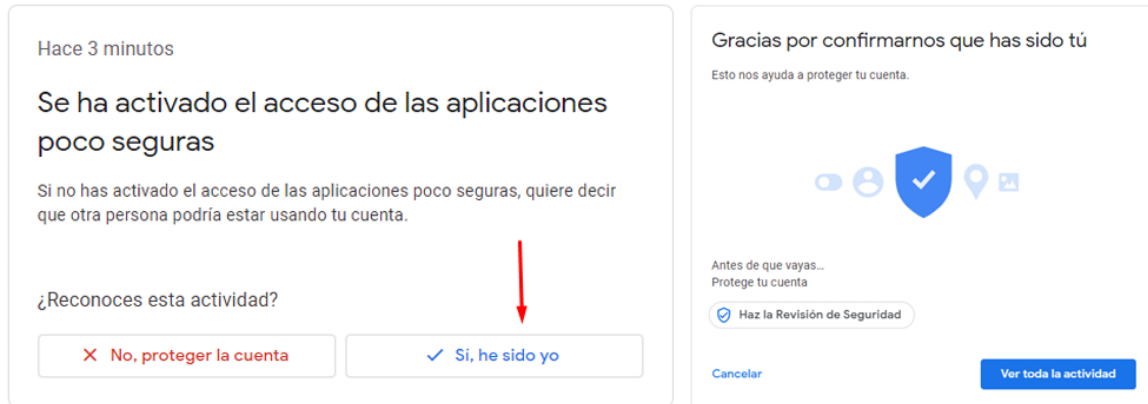 Hace 3 minutos
Se ha activado el acceso de las aplicaciones
poco seguras
Si no has activado el acceso de las aplicaciones poco seguras, quiere decir
que otra persona podría estar usando tu cuenta.
¿Reconoces esta actividad?
No, proteger la cuenta
Sí, he sido yo
Gracias por confirmarnos que has sido tú
Esto nos ayuda a proteger tu cuenta.
Antes de que vayas...
Protege tu cuenta
Haz la Revisión de Seguridad
Cancelar
Ver toda la actividad